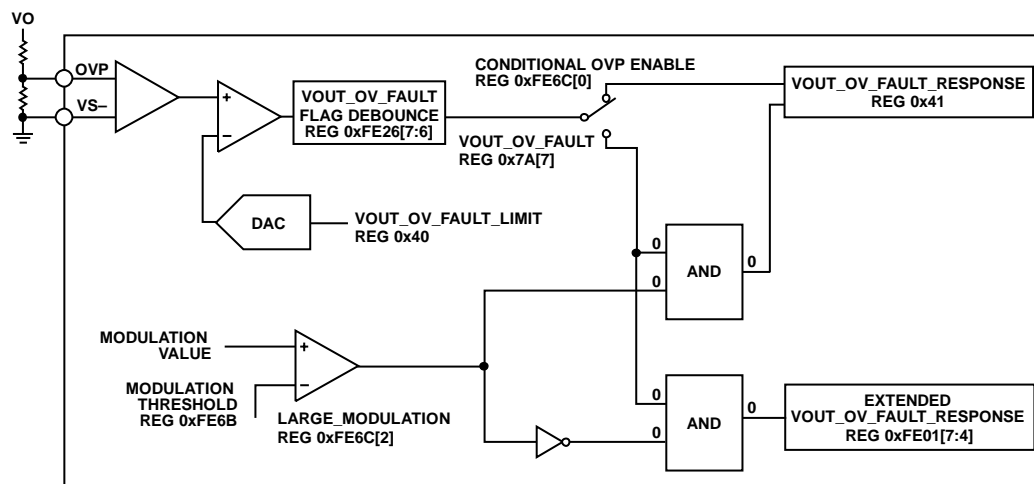 VO
OVP
VS–
+
–
VOUT_OV_FAULT
FLAG DEBOUNCE
REG 0xFE26[7:6]
CONDITIONAL OVP ENABLE
REG 0xFE6C[0]
VOUT_OV_FAULT
REG 0x7A[7]
VOUT_OV_FAULT_RESPONSE
REG 0x41
DAC
VOUT_OV_FAULT_LIMIT
REG 0x40
0
0
AND
0
MODULATION
VALUE
+
–
MODULATION
THRESHOLD
REG 0xFE6B
LARGE_MODULATION
REG 0xFE6C[2]
0
0
AND
0
EXTENDED
VOUT_OV_FAULT_RESPONSE
REG 0xFE01[7:4]